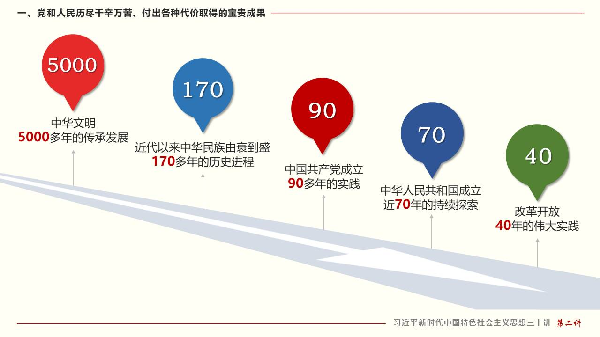 一、党和人民历尽千辛万苦、付出各种代价取得的宝贵成果
5000
中华文明
5000多年的传承发展
170
近代以来中华民族由衰到盛
170多年的历史进程
90
中国共产党成立
90多年的实践
70
中华人民共和国成立
近70年的持续探索
40
改革开放
40年的伟大实践
习近平新时代中国特色社会主义思想三十讲 第二讲